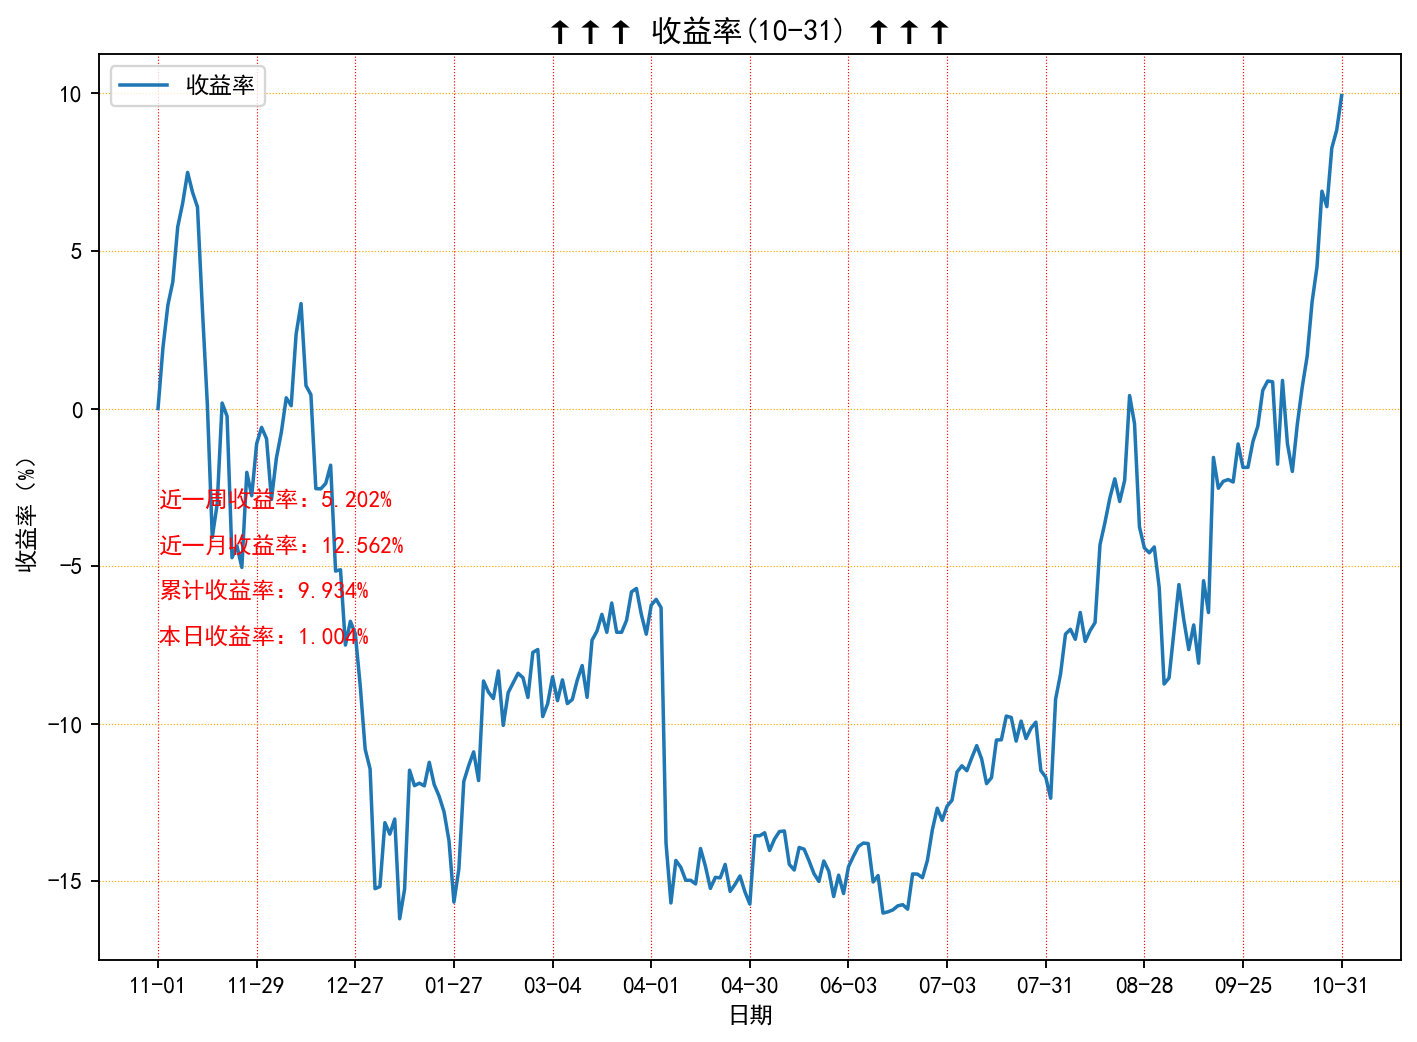 ↑ ↑ ↑ 收益率(10-31) ↑ ↑ ↑
收益率
10
5
0
-5
-10
-15
收益率 (%)
近一周收益率: 5.202%
近一月收益率: 12.562%
累计收益率: 9.934%
本日收益率: 1.004%
11-01 11-29 12-27 01-27 03-04 04-01 04-30 06-03 07-03 07-31 08-28 09-25 10-31
日期